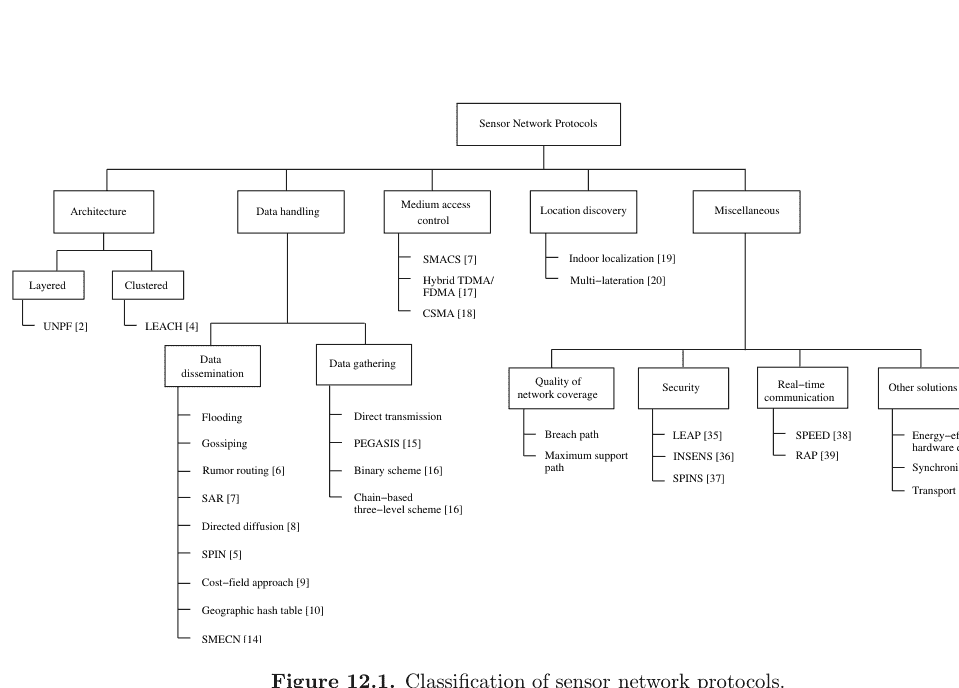 Sensor Network Protocols
Architecture
Data handling
Medium access
control
Location discovery
Miscellaneous
Layered
Clustered
UNPF [2]
LEACH [4]
SMACS [7]
Hybrid TDMA/
FDMA [17]
CSMA [18]
Indoor localization [19]
Multi−lateration [20]
Data
dissemination
Data gathering
Flooding
Gossiping
Rumor routing [6]
SAR [7]
Directed diffusion [8]
SPIN [5]
Cost−field approach [9]
Geographic hash table [10]
SMECN [14]
Direct transmission
PEGASIS [15]
Binary scheme [16]
Chain−based
three−level scheme [16]
Quality of
network coverage
Security
Real−time
communication
Other solutions
Breach path
Maximum support
path
LEAP [35]
INSENS [36]
SPINS [37]
SPEED [38]
RAP [39]
hardware
Transport
Figure 12.1. Classification of sensor network protocols.